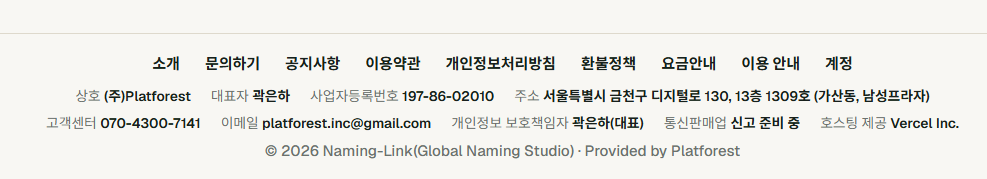 소개 문의하기 공지사항 이용약관 개인정보처리방침 환불정책 요금안내 이용 안내 계정
상호 (주)Platforest 대표자 곽은하 사업자등록번호 197-86-02010 주소 서울특별시 금천구 디지털로 130, 13층 1309호 (가산동, 남성프라자)
고객센터 070-4300-7141 이메일 platforest.inc@gmail.com 개인정보 보호책임자 곽은하(대표) 통신판매업 신고 준비 중 호스팅 제공 Vercel Inc.
© 2026 Naming-Link(Global Naming Studio) · Provided by Platforest